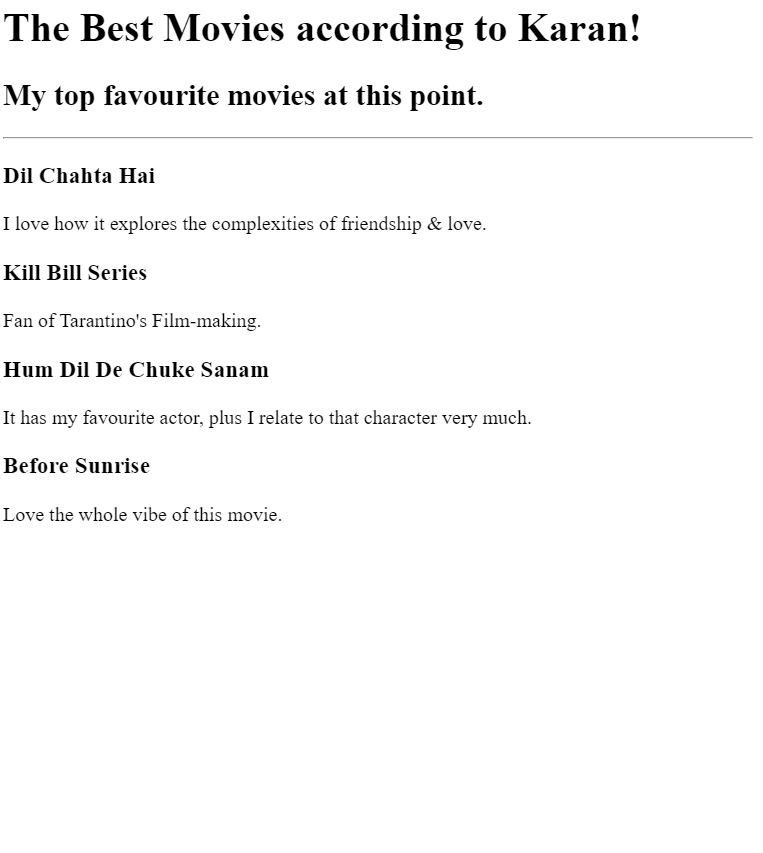 The Best Movies according to Karan!
My top favourite movies at this point.
Dil Chahta Hai
I love how it explores the complexities of friendship & love.
Kill Bill Series
Fan of Tarantino's Film-making.
Hum Dil De Chuke Sanam
It has my favourite actor, plus I relate to that character very much.
Before Sunrise
Love the whole vibe of this movie.